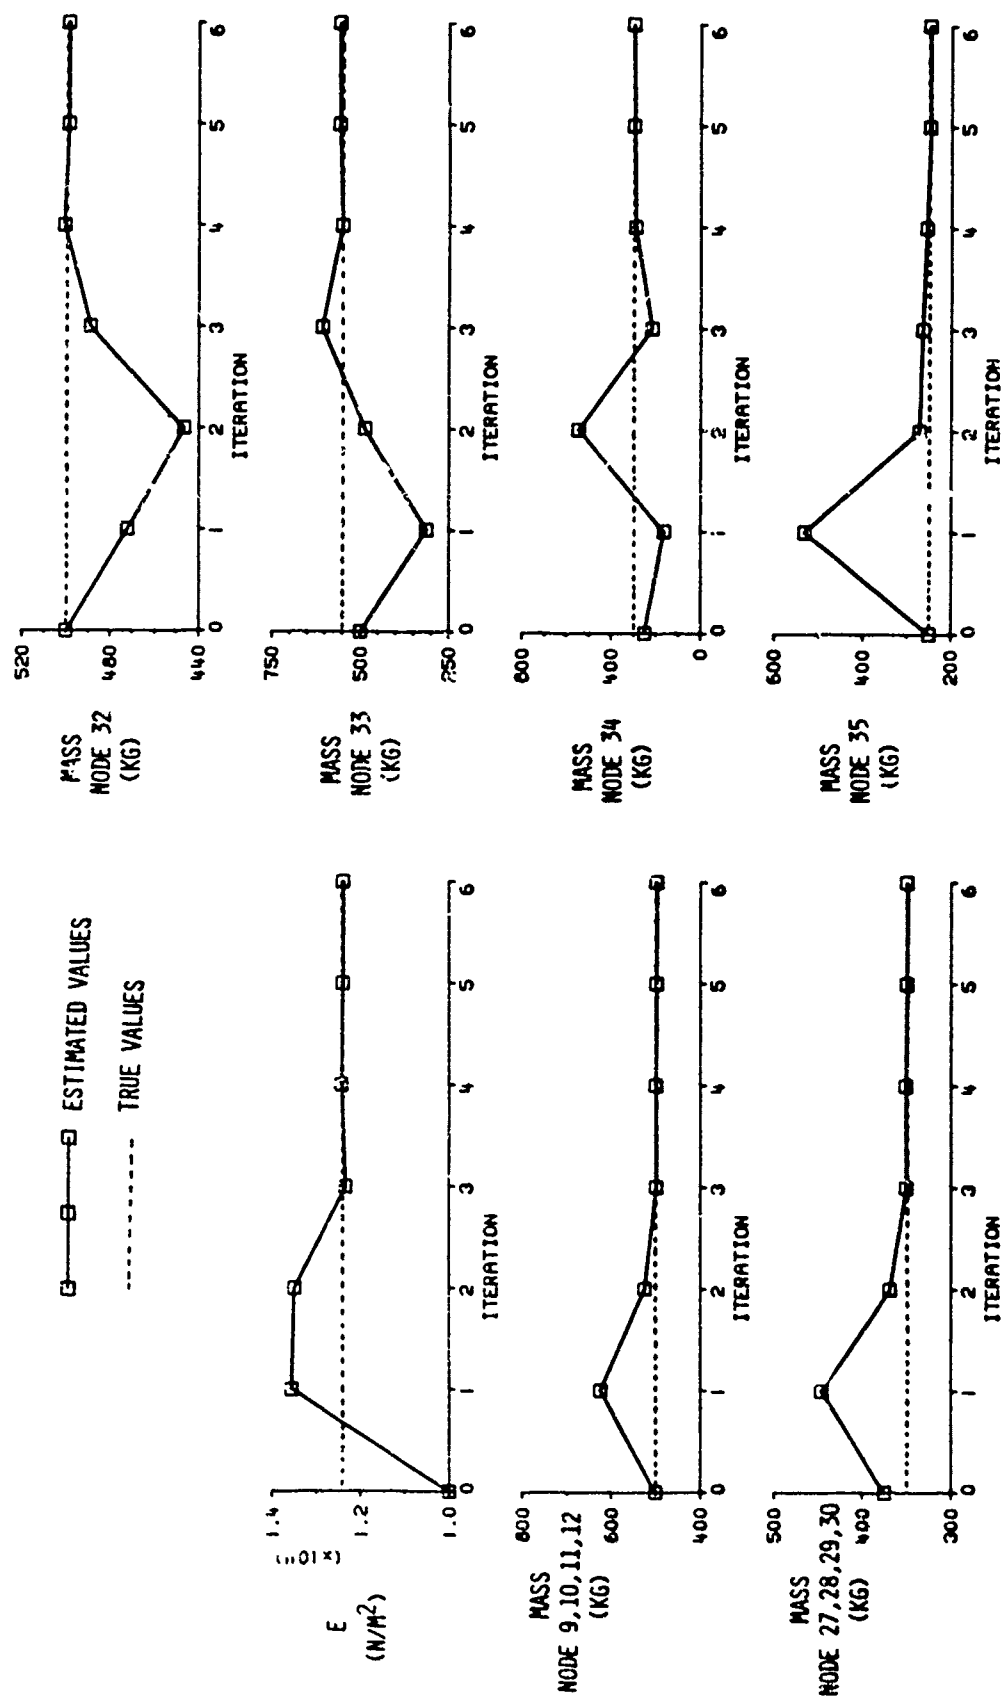 ESTIMATED VALUES
TRUE VALUES
1.4
(x10¹¹)
1.2
1.0
E
(N/M²)
0 1 2 3 4 5 6
ITERATION
800
600
400
MASS
NODE 9,10,11,12
(KG)
0 1 2 3 4 5 6
ITERATION
500
400
300
MASS
NODE 27,28,29,30
(KG)
0 1 2 3 4 5 6
ITERATION
520
480
440
MASS
NODE 32
(KG)
0 1 2 3 4 5 6
ITERATION
750
500
250
MASS
NODE 33
(KG)
0 1 2 3 4 5 6
ITERATION
800
400
0
MASS
NODE 34
(KG)
0 1 2 3 4 5 6
ITERATION
600
400
200
MASS
NODE 35
(KG)
0 1 2 3 4 5 6
ITERATION